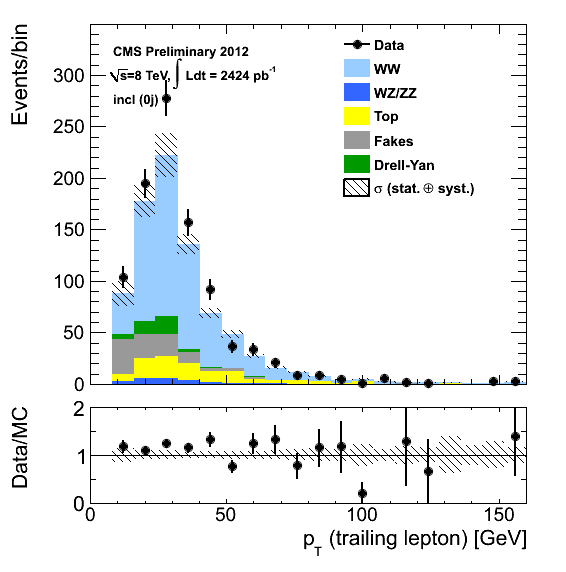 Events/bin
350
300
250
200
150
100
50
0
CMS Preliminary 2012
√s=8 TeV, ∫ Ldt = 2424 pb⁻¹
incl (0j)
Data
WW
WZ/ZZ
Top
Fakes
Drell-Yan
σ (stat. ⊕ syst.)
Data/MC
2
1
0
0 50 100 150
p_T (trailing lepton) [GeV]